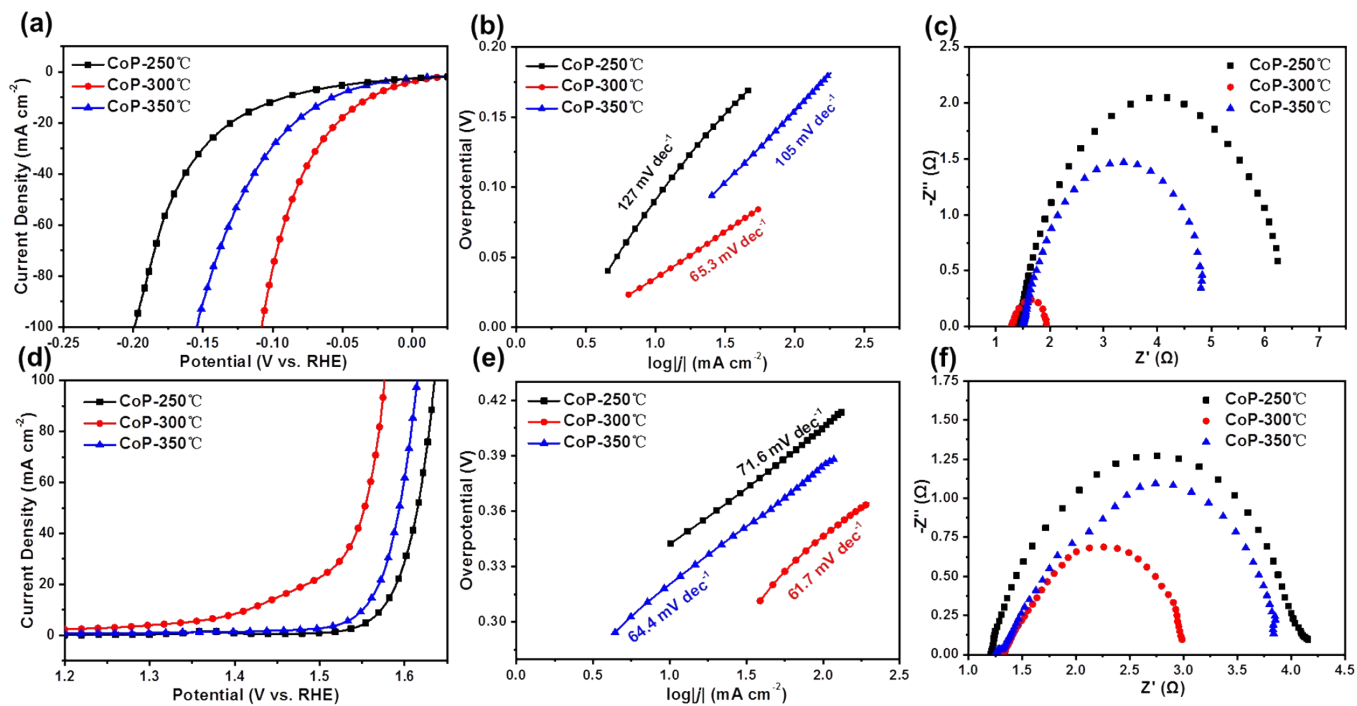 (a)
CoP-250℃
CoP-300℃
CoP-350℃
0
-20
-40
-60
-80
-100
-0.25
-0.20
-0.15
-0.10
-0.05
0.00
Current Density (mA cm⁻²)
Potential (V vs. RHE)
(b)
CoP-250℃
CoP-300℃
CoP-350℃
127 mV dec⁻¹
105 mV dec⁻¹
65.3 mV dec⁻¹
0.20
0.15
0.10
0.05
0.00
0.0
0.5
1.0
1.5
2.0
2.5
Overpotential (V)
log|j| (mA cm⁻²)
(c)
CoP-250℃
CoP-300℃
CoP-350℃
-2.5
-2.0
-1.5
-1.0
0.5
0.0
1
2
3
4
5
6
7
-Z'' (Ω)
Z' (Ω)
(d)
CoP-250℃
CoP-300℃
CoP-350℃
100
80
60
40
20
0
1.2
1.3
1.4
1.5
1.6
Current Density (mA cm⁻²)
Potential (V vs. RHE)
(e)
CoP-250℃
CoP-300℃
CoP-350℃
71.6 mV dec⁻¹
64.4 mV dec⁻¹
61.7 mV dec⁻¹
0.42
0.39
0.36
0.33
0.30
0.0
0.5
1.0
1.5
2.0
2.5
Overpotential (V)
log|j| (mA cm⁻²)
(f)
CoP-250℃
CoP-300℃
CoP-350℃
-1.75
1.50
1.25
1.00
0.75
0.50
0.25
0.00
1.0
1.5
2.0
2.5
3.0
3.5
4.0
4.5
-Z'' (Ω)
Z' (Ω)